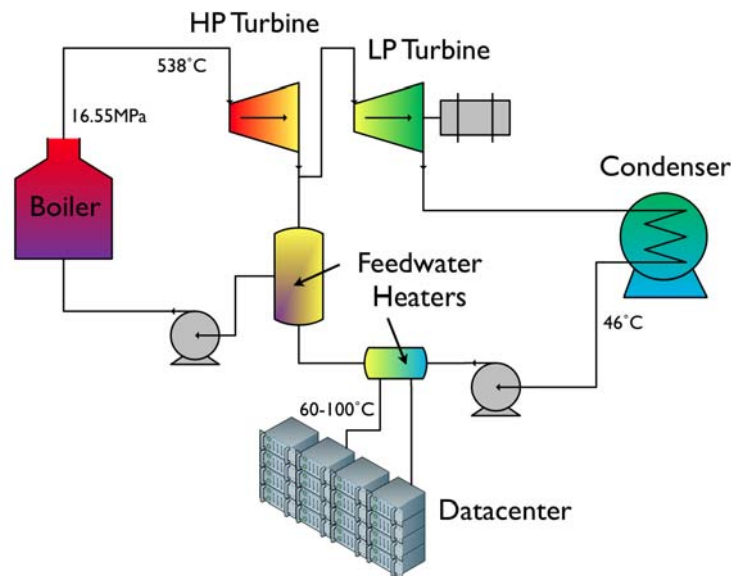 HP Turbine
LP Turbine
538˚C
16.55MPa
Condenser
Boiler
Feedwater
Heaters
46˚C
60-100˚C
Datacenter